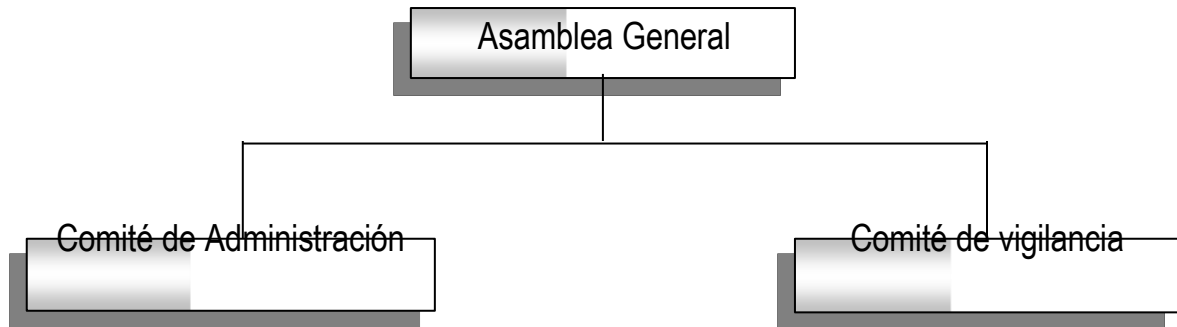 Asamblea General
Comité de Administración
Comité de vigilancia